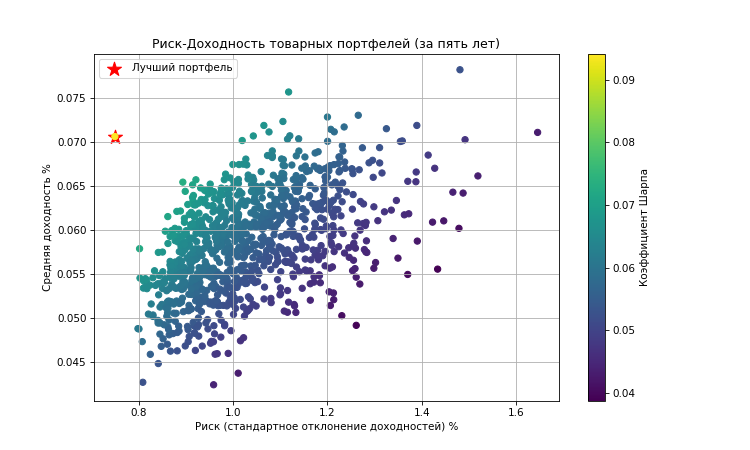 Риск-Доходность товарных портфелей (за пять лет)
Лучший портфель
Средняя доходность %
0.075
0.070
0.065
0.060
0.055
0.050
0.045
0.8 1.0 1.2 1.4 1.6
Риск (стандартное отклонение доходностей) %
0.09
0.08
0.07
0.06
0.05
0.04
Коэффициент Шарпа